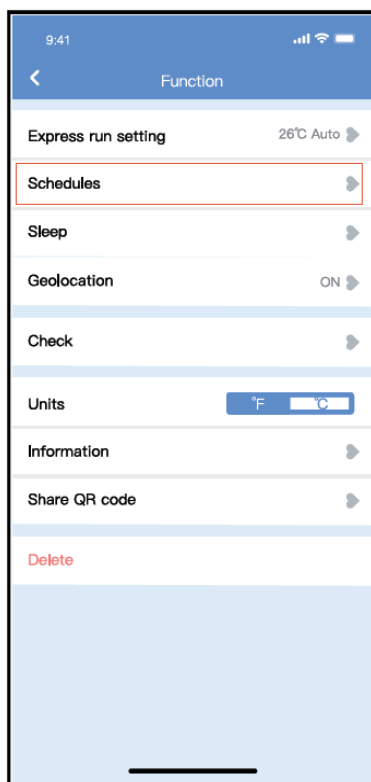 9:41
Function
Express run setting 26°C Auto
Schedules
Sleep
Geolocation ON
Check
Units °F °C
Information
Share QR code
Delete